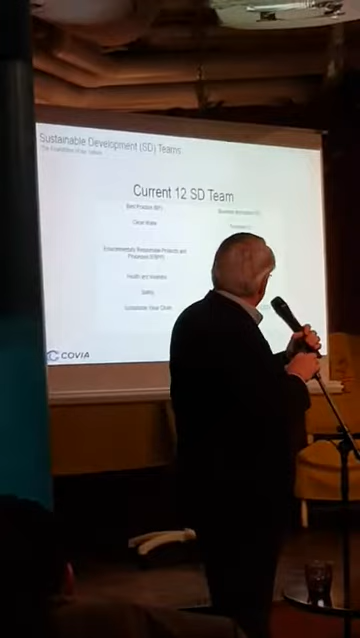 Sustainable Development (SD) Teams
Current 12 SD Team
Best Practice (BP)
Clean Water
Environmentally Responsible Products and
Processes (ERPP)
Health and Wellness
Safety
Sustainable Value Chain
COVIA